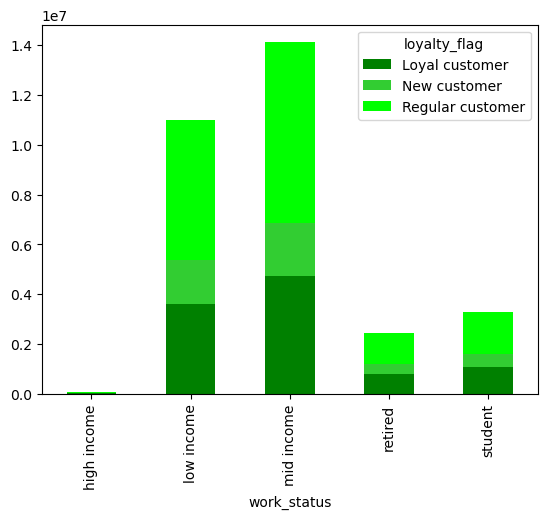 1e7
loyalty_flag
Loyal customer
New customer
Regular customer
1.4
1.2
1.0
0.8
0.6
0.4
0.2
0.0
high income
low income
mid income
retired
student
work_status